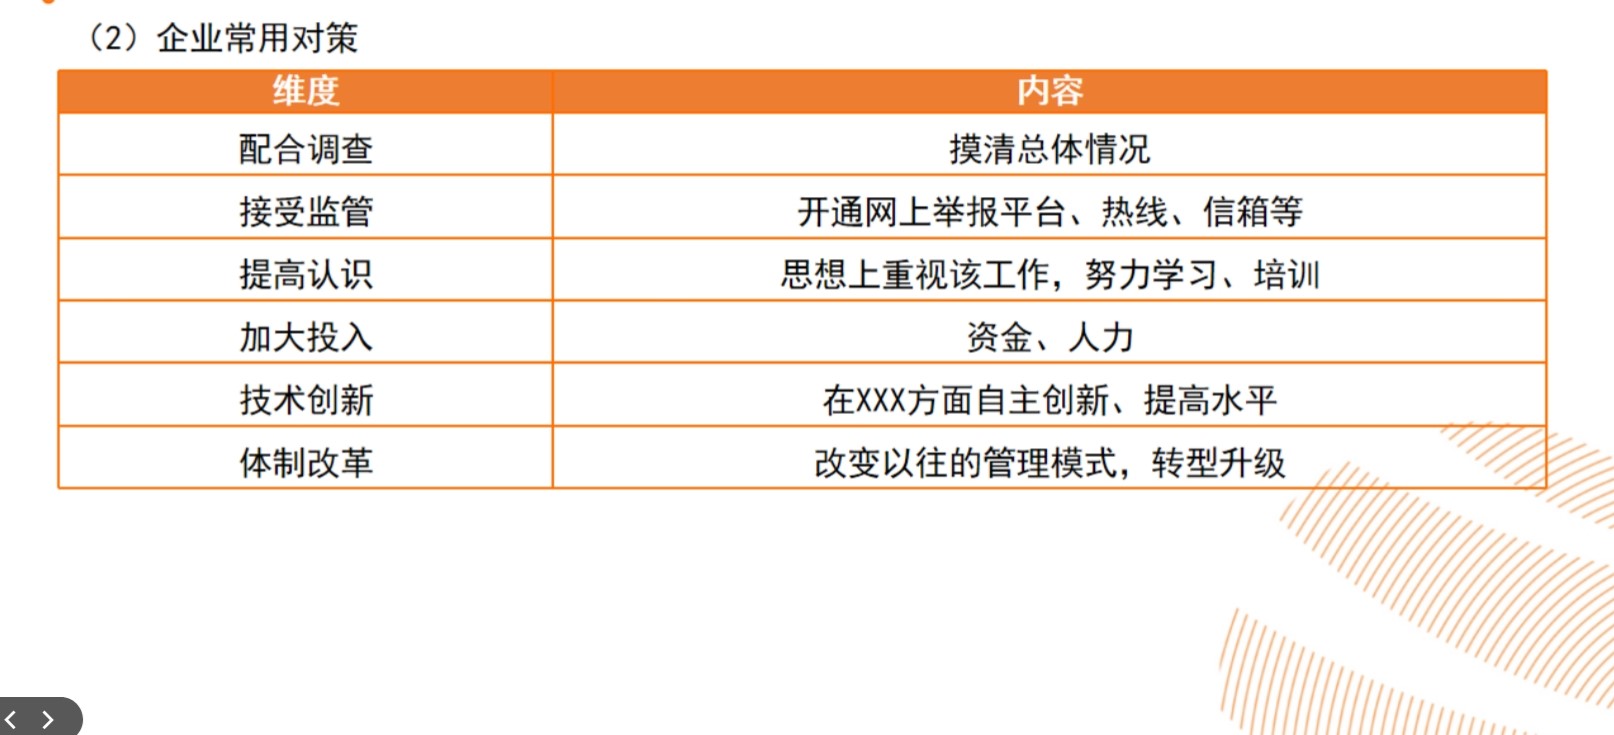 （2）企业常用对策
维度 内容
配合调查 摸清总体情况
接受监管 开通网上举报平台、热线、信箱等
提高认识 思想上重视该工作，努力学习、培训
加大投入 资金、人力
技术创新 在XXX方面自主创新、提高水平
体制改革 改变以往的管理模式，转型升级